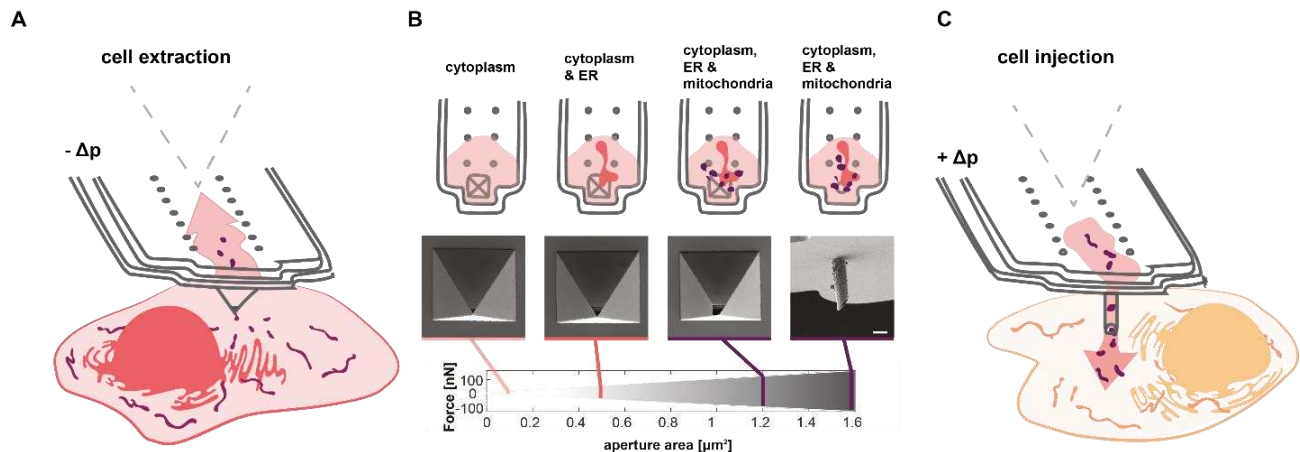 A
cell extraction
- Δp
B
cytoplasm
cytoplasm
& ER
cytoplasm,
ER &
mitochondria
cytoplasm,
ER &
mitochondria
Force [nN]
100
0
-100
0
0.2
0.4
0.6
0.8
1
1.2
1.4
1.6
aperture area [µm²]
C
cell injection
+ Δp